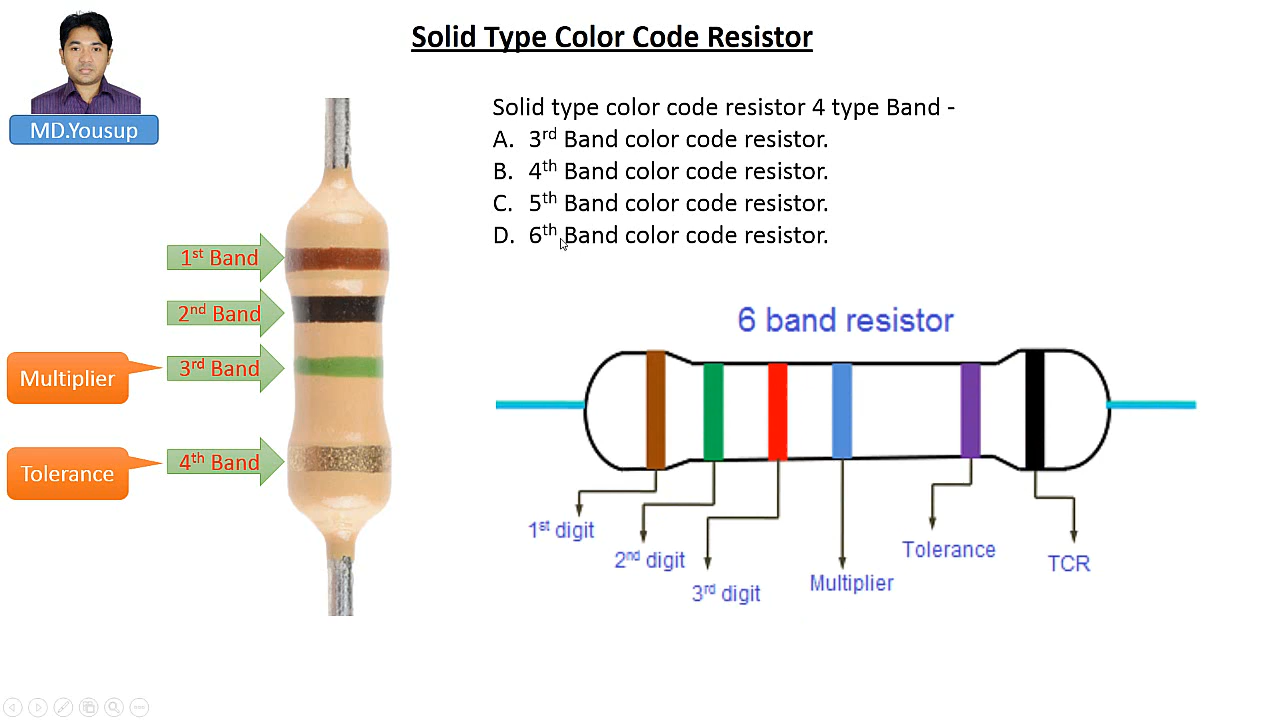 Solid Type Color Code Resistor
MD.Yousup
Solid type color code resistor 4 type Band -
A. 3rd Band color code resistor.
B. 4th Band color code resistor.
C. 5th Band color code resistor.
D. 6th Band color code resistor.
1st Band
2nd Band
3rd Band
Multiplier
4th Band
Tolerance
6 band resistor
1st digit
2nd digit
3rd digit
Multiplier
Tolerance
TCR